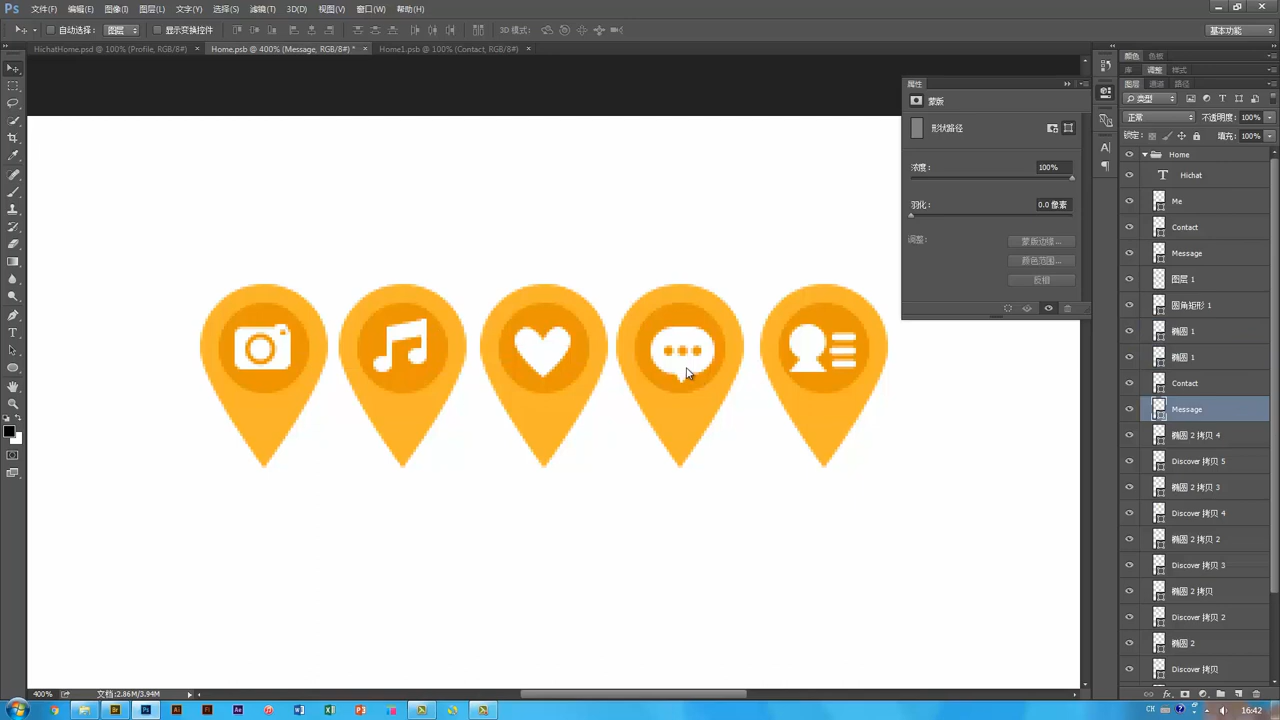 Ps 文件(F) 编辑(E) 图像(I) 图层(L) 文字(Y) 选择(S) 滤镜(T) 3D(D) 视图(V) 窗口(W) 帮助(H)
自动选择: 图层 显示变换控件 3D 模式: 基本功能
HichatHome.psd @ 100% (Profile, RGB/8#) × Home.psb @ 400% (Message, RGB/8#) * × Home1.psb @ 100% (Contact, RGB/8#) ×
属性
蒙版
形状路径
浓度: 100%
羽化: 0.0 像素
调整: 蒙版边缘...
颜色范围...
反相
颜色 色板
库 调整 样式
图层 通道 路径
类型
正常 不透明度: 100%
锁定: 填充: 100%
Home
T Hichat
Me
Contact
Message
图层 1
圆角矩形 1
椭圆 1
椭圆 1
Contact
Message
椭圆 2 拷贝 4
Discover 拷贝 5
椭圆 2 拷贝 3
Discover 拷贝 4
椭圆 2 拷贝 2
Discover 拷贝 3
椭圆 2 拷贝
Discover 拷贝 2
椭圆 2
Discover 拷贝
400% 文档:2.86M/3.94M
Br Ps Ai Fl Ae W X P CH 16:42